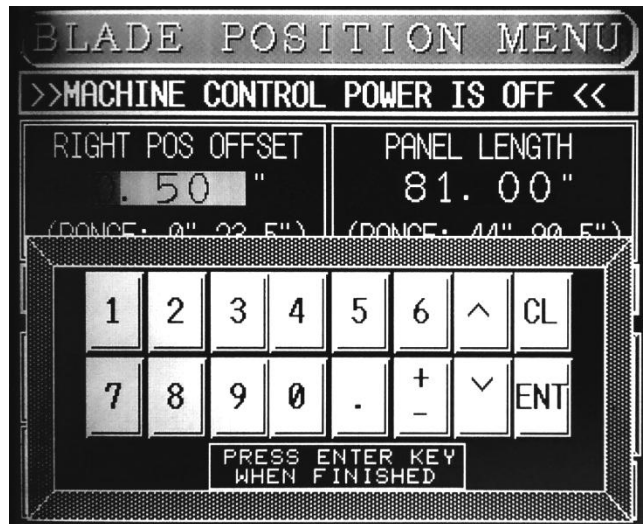 BLADE POSITION MENU
>>MACHINE CONTROL POWER IS OFF <<
RIGHT POS OFFSET
0.50 "
PANEL LENGTH
81.00"
1 2 3 4 5 6 ^ CL
7 8 9 0 . +/- ˅ ENT
PRESS ENTER KEY
WHEN FINISHED